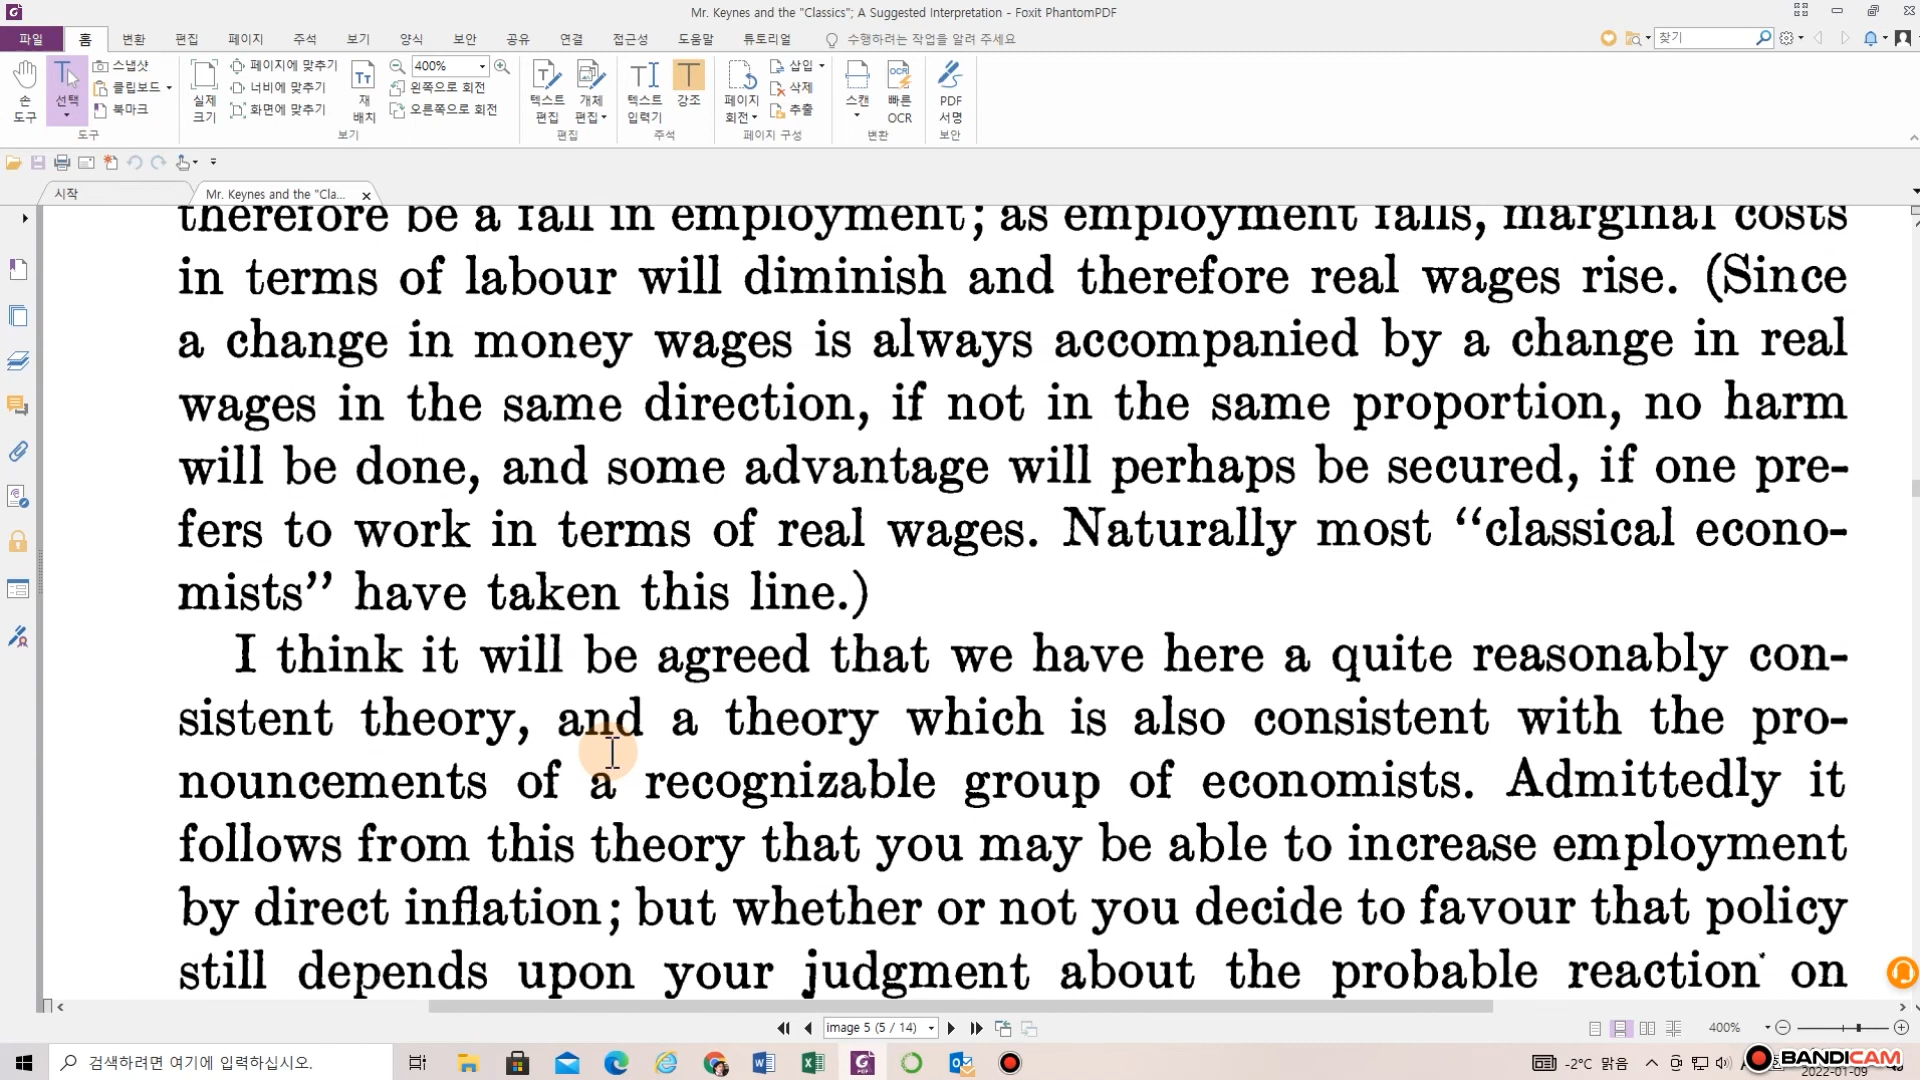 Mr. Keynes and the "Classics"; A Suggested Interpretation - Foxit PhantomPDF
파일 홈 변환 편집 페이지 주석 보기 양식 보안 공유 연결 접근성 도움말 튜토리얼 수행하려는 작업을 알려 주세요 찾기
손 도구
선택
스냅샷
클립보드
북마크
도구
실제 크기
페이지에 맞추기
너비에 맞추기
화면에 맞추기
재 배치
400%
왼쪽으로 회전
오른쪽으로 회전
보기
텍스트 편집
개체 편집
편집
텍스트 입력기
강조
주석
페이지 회전
삽입
삭제
추출
페이지 구성
스캔
빠른 OCR
변환
PDF 서명
보안
시작 Mr. Keynes and the "Cla...
therefore be a fall in employment; as employment falls, marginal costs
in terms of labour will diminish and therefore real wages rise. (Since
a change in money wages is always accompanied by a change in real
wages in the same direction, if not in the same proportion, no harm
will be done, and some advantage will perhaps be secured, if one pre-
fers to work in terms of real wages. Naturally most "classical econo-
mists" have taken this line.)
I think it will be agreed that we have here a quite reasonably con-
sistent theory, and a theory which is also consistent with the pro-
nouncements of a recognizable group of economists. Admittedly it
follows from this theory that you may be able to increase employment
by direct inflation; but whether or not you decide to favour that policy
still depends upon your judgment about the probable reaction on
image 5 (5 / 14) 400%
검색하려면 여기에 입력하십시오. -2°C 맑음 BANDICAM
2022-01-09